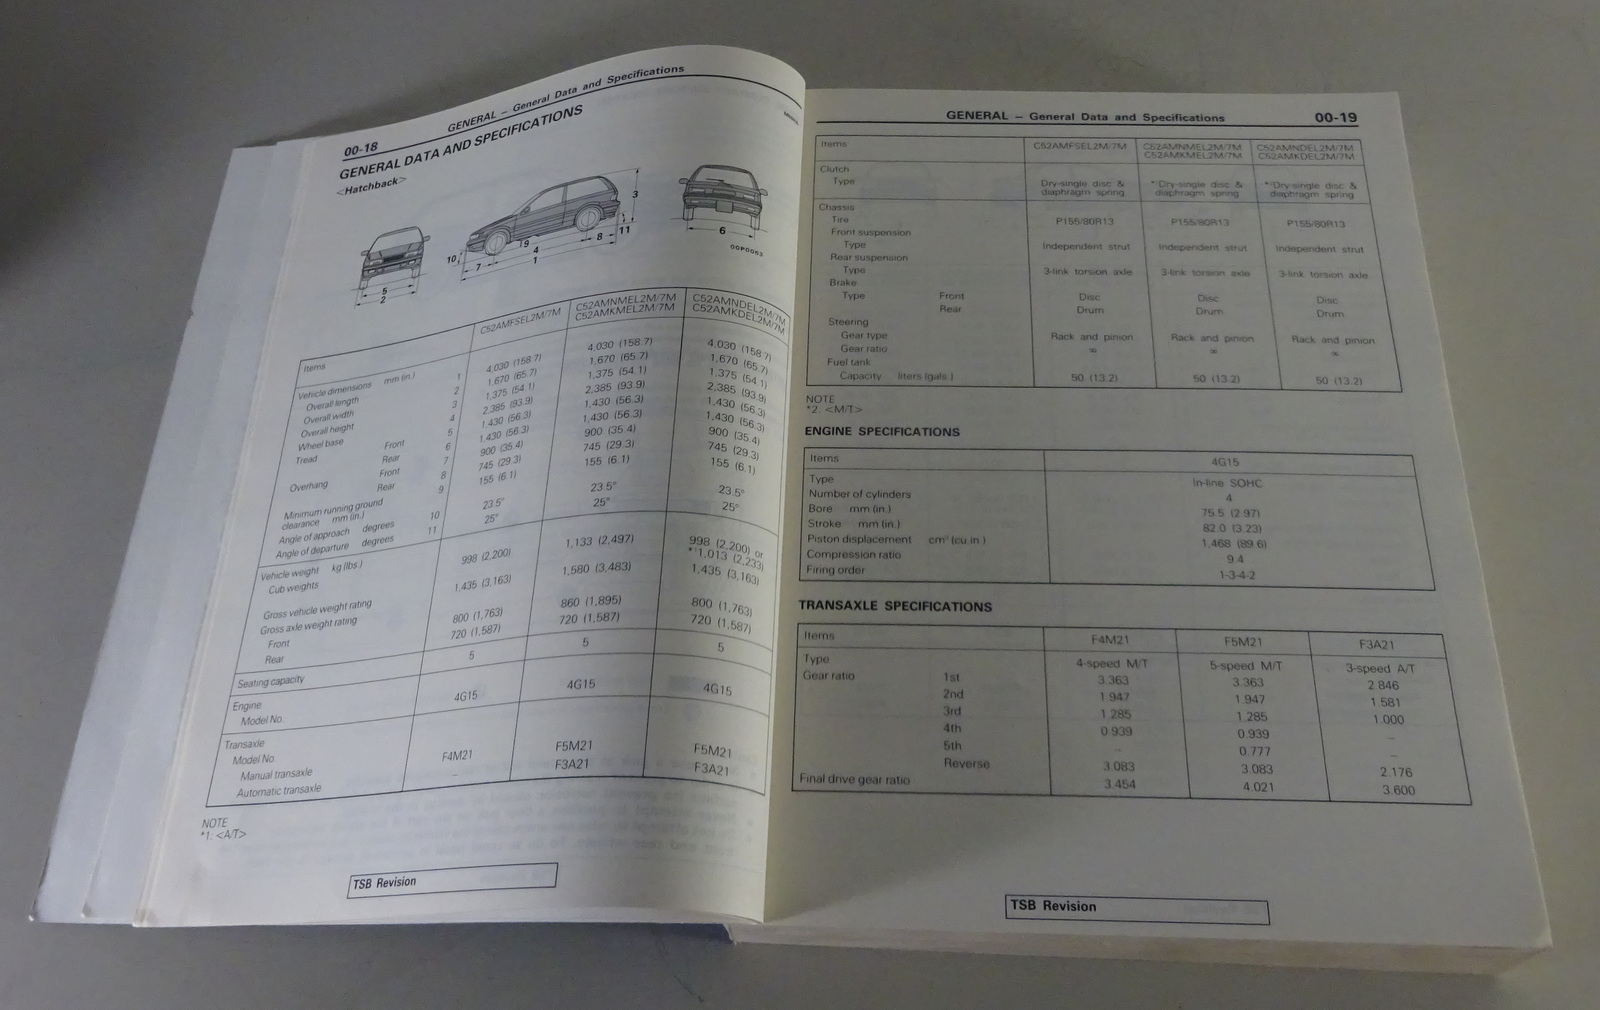 00-18 GENERAL – General Data and Specifications
GENERAL DATA AND SPECIFICATIONS
<Hatchback>
3
11
10 7 9 4 8
1
6
5
2
00P0063
Items C52AMFSEL2M/7M C52AMNMEL2M/7M C52AMNDEL2M/7M
C52AMKMEL2M/7M C52AMKDEL2M/7M
Vehicle dimensions mm (in.)
Overall length 1 4,030 (158.7) 4,030 (158.7) 4,030 (158.7)
Overall width 2 1,670 (65.7) 1,670 (65.7) 1,670 (65.7)
Overall height 3 1,375 (54.1) 1,375 (54.1) 1,375 (54.1)
Wheel base 4 2,385 (93.9) 2,385 (93.9) 2,385 (93.9)
Tread Front 5 1,430 (56.3) 1,430 (56.3) 1,430 (56.3)
Rear 6 1,430 (56.3) 1,430 (56.3) 1,430 (56.3)
Overhang Front 7 900 (35.4) 900 (35.4) 900 (35.4)
Rear 8 745 (29.3) 745 (29.3) 745 (29.3)
Minimum running ground
clearance mm (in.) 9 155 (6.1) 155 (6.1) 155 (6.1)
Angle of approach degrees 10 23.5° 23.5° 23.5°
Angle of departure degrees 11 25° 25° 25°
Vehicle weight kg (lbs.)
Cub weights 998 (2,200) 1,133 (2,497) 998 (2,200) or
*¹1,013 (2,233)
Gross vehicle weight rating 1,435 (3,163) 1,580 (3,483) 1,435 (3,163)
Gross axle weight rating
Front 800 (1,763) 860 (1,895) 800 (1,763)
Rear 720 (1,587) 720 (1,587) 720 (1,587)
Seating capacity 5 5 5
Engine
Model No. 4G15 4G15 4G15
Transaxle
Model No.
Manual transaxle F4M21 F5M21 F5M21
Automatic transaxle – F3A21 F3A21
NOTE
*1: <A/T>
TSB Revision
GENERAL – General Data and Specifications 00-19
Items C52AMFSEL2M/7M C52AMNMEL2M/7M C52AMNDEL2M/7M
C52AMKMEL2M/7M C52AMKDEL2M/7M
Clutch
Type Dry-single disc & *²Dry-single disc & *²Dry-single disc &
diaphragm spring diaphragm spring diaphragm spring
Chassis
Tire P155/80R13 P155/80R13 P155/80R13
Front suspension
Type Independent strut Independent strut Independent strut
Rear suspension
Type 3-link torsion axle 3-link torsion axle 3-link torsion axle
Brake
Type Front Disc Disc Disc
Rear Drum Drum Drum
Steering
Gear type Rack and pinion Rack and pinion Rack and pinion
Gear ratio ∞ ∞ ∞
Fuel tank
Capacity liters (gals.) 50 (13.2) 50 (13.2) 50 (13.2)
NOTE
*2. <M/T>
ENGINE SPECIFICATIONS
Items 4G15
Type In-line SOHC
Number of cylinders 4
Bore mm (in.) 75.5 (2.97)
Stroke mm (in.) 82.0 (3.23)
Piston displacement cm³ (cu.in.) 1,468 (89.6)
Compression ratio 9.4
Firing order 1-3-4-2
TRANSAXLE SPECIFICATIONS
Items F4M21 F5M21 F3A21
Type 4-speed M/T 5-speed M/T 3-speed A/T
Gear ratio 1st 3.363 3.363 2.846
2nd 1.947 1.947 1.581
3rd 1.285 1.285 1.000
4th 0.939 0.939 –
5th – 0.777 –
Reverse 3.083 3.083 2.176
Final drive gear ratio 3.454 4.021 3.600
TSB Revision